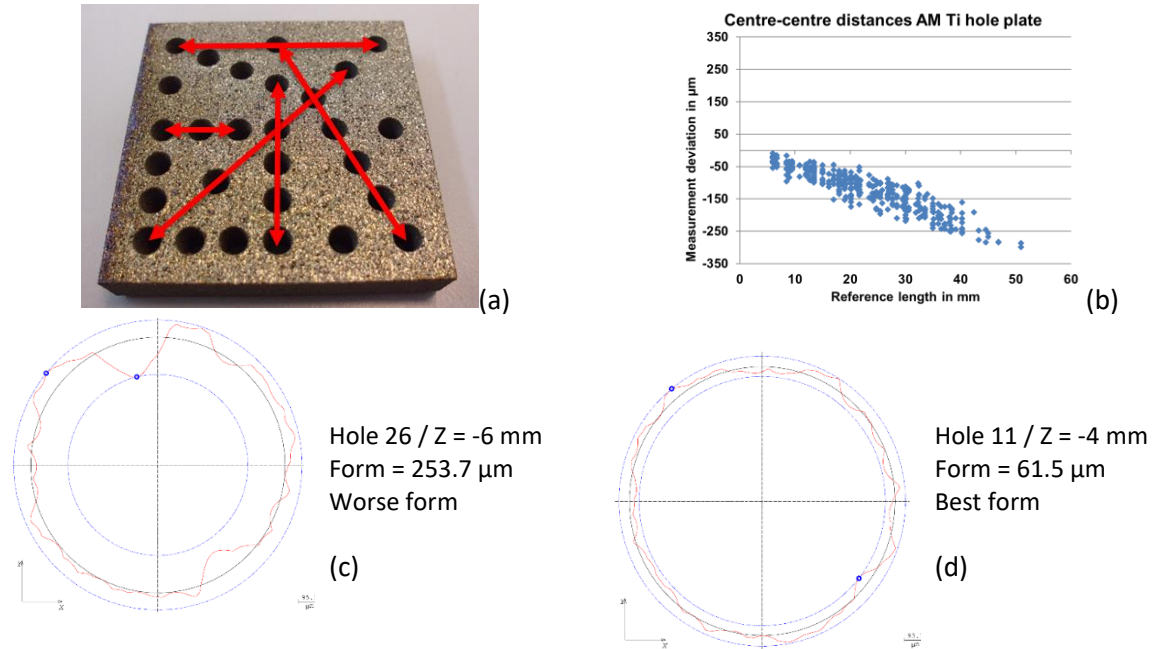 (a)
Centre-centre distances AM Ti hole plate
Measurement deviation in µm
350
250
150
50
-50
-150
-250
-350
0 10 20 30 40 50 60
Reference length in mm
(b)
Hole 26 / Z = -6 mm
Form = 253.7 µm
Worse form
(c)
Hole 11 / Z = -4 mm
Form = 61.5 µm
Best form
(d)
X
X